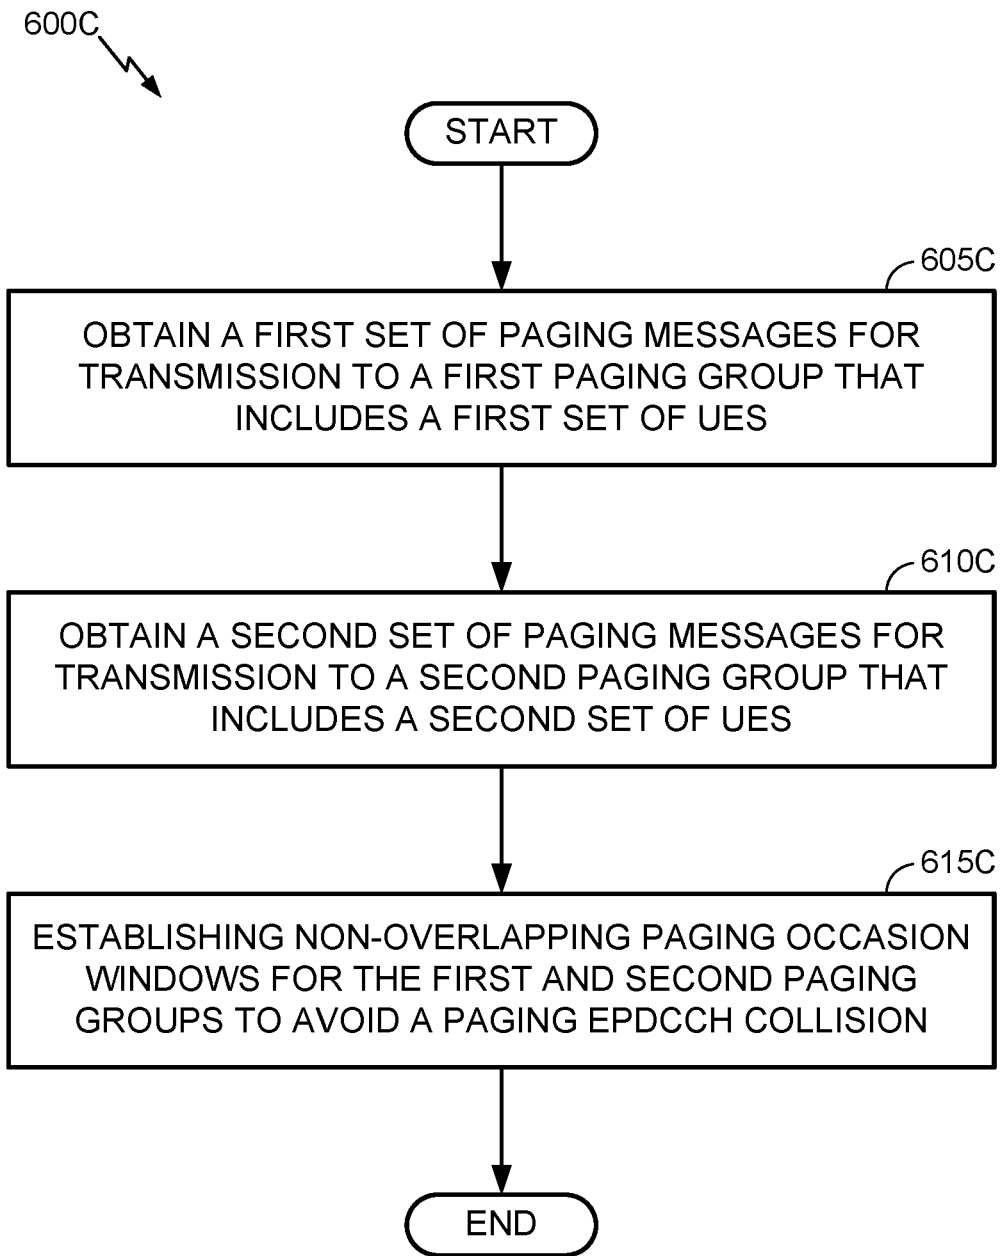 600C
START
605C
OBTAIN A FIRST SET OF PAGING MESSAGES FOR
TRANSMISSION TO A FIRST PAGING GROUP THAT
INCLUDES A FIRST SET OF UES
610C
OBTAIN A SECOND SET OF PAGING MESSAGES FOR
TRANSMISSION TO A SECOND PAGING GROUP THAT
INCLUDES A SECOND SET OF UES
615C
ESTABLISHING NON-OVERLAPPING PAGING OCCASION
WINDOWS FOR THE FIRST AND SECOND PAGING
GROUPS TO AVOID A PAGING EPDCCH COLLISION
END